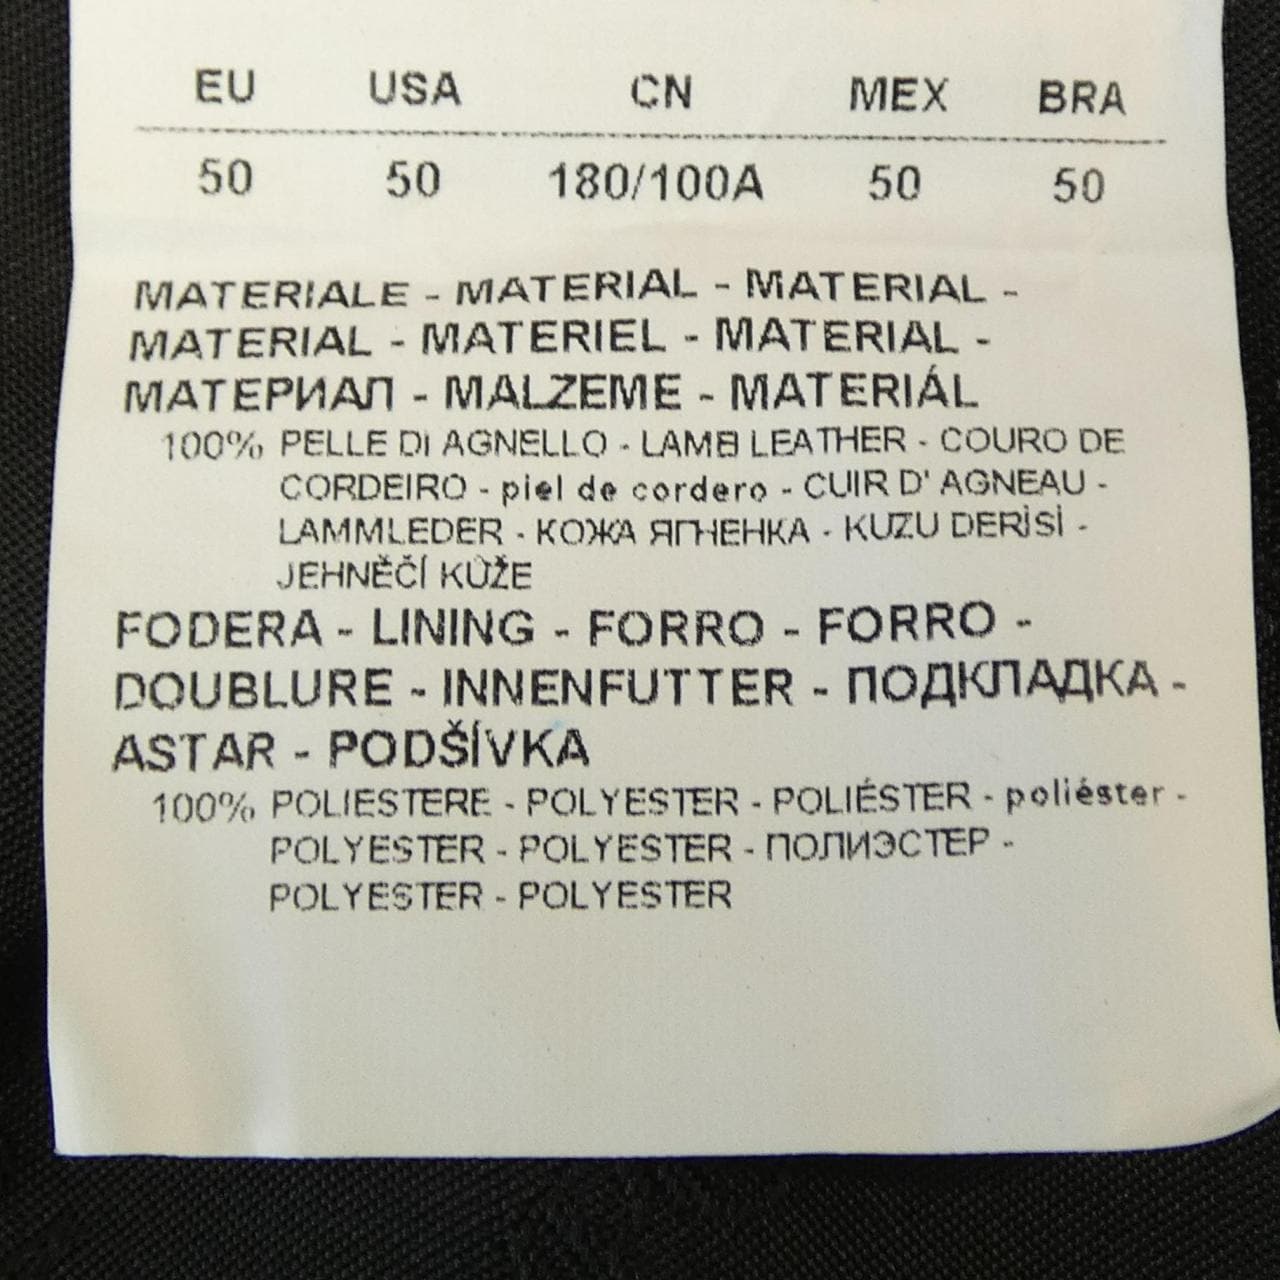 EU USA CN MEX BRA
50 50 180/100A 50 50
MATERIALE - MATERIAL - MATERIAL -
MATERIAL - MATERIEL - MATERIAL -
МАТЕРИАЛ - MALZEME - MATERIÁL
100% PELLE DI AGNELLO - LAMB LEATHER - COURO DE
CORDEIRO - piel de cordero - CUIR D' AGNEAU -
LAMMLEDER - КОЖА ЯГНЕНКА - KUZU DERİSİ -
JEHNĚČÍ KŮŽE
FODERA - LINING - FORRO - FORRO -
DOUBLURE - INNENFUTTER - ПОДКЛАДКА -
ASTAR - PODŠÍVKA
100% POLIESTERE - POLYESTER - POLIÉSTER - poliéster -
POLYESTER - POLYESTER - ПОЛИЭСТЕР -
POLYESTER - POLYESTER